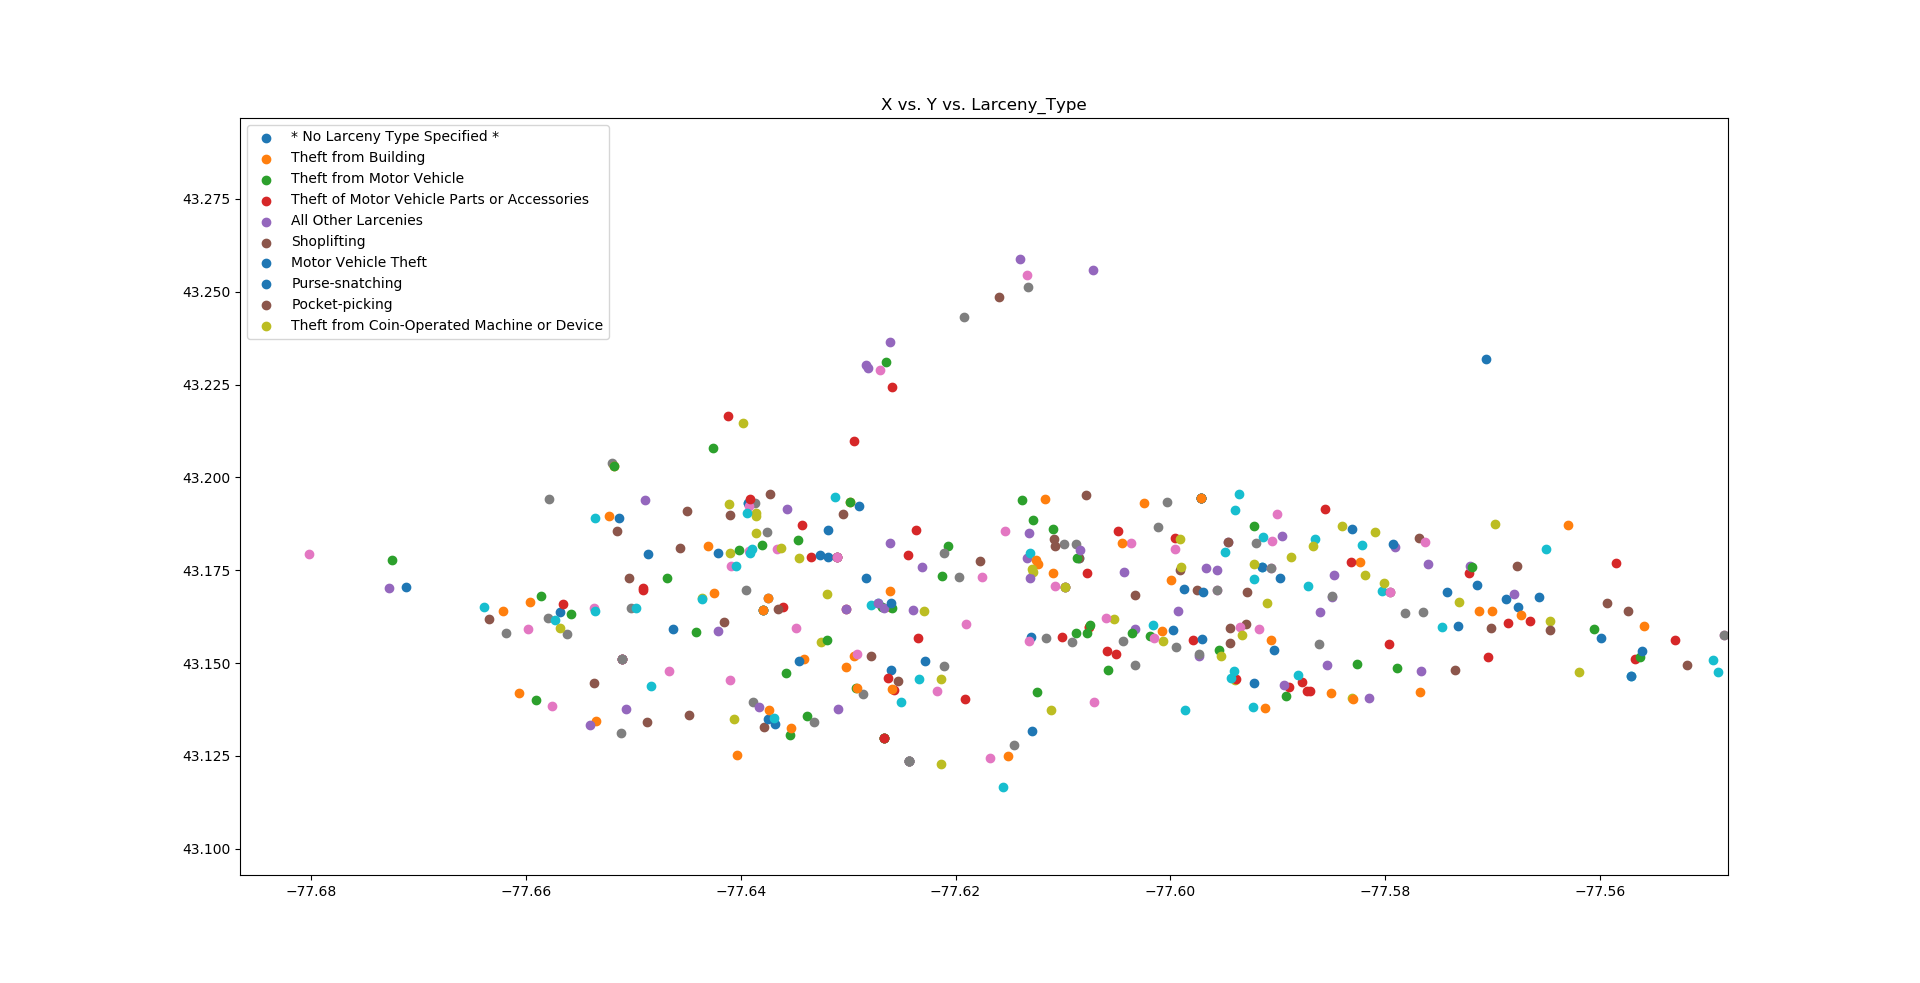 X vs. Y vs. Larceny_Type
* No Larceny Type Specified *
Theft from Building
Theft from Motor Vehicle
Theft of Motor Vehicle Parts or Accessories
All Other Larcenies
Shoplifting
Motor Vehicle Theft
Purse-snatching
Pocket-picking
Theft from Coin-Operated Machine or Device
43.275
43.250
43.225
43.200
43.175
43.150
43.125
43.100
−77.68 −77.66 −77.64 −77.62 −77.60 −77.58 −77.56